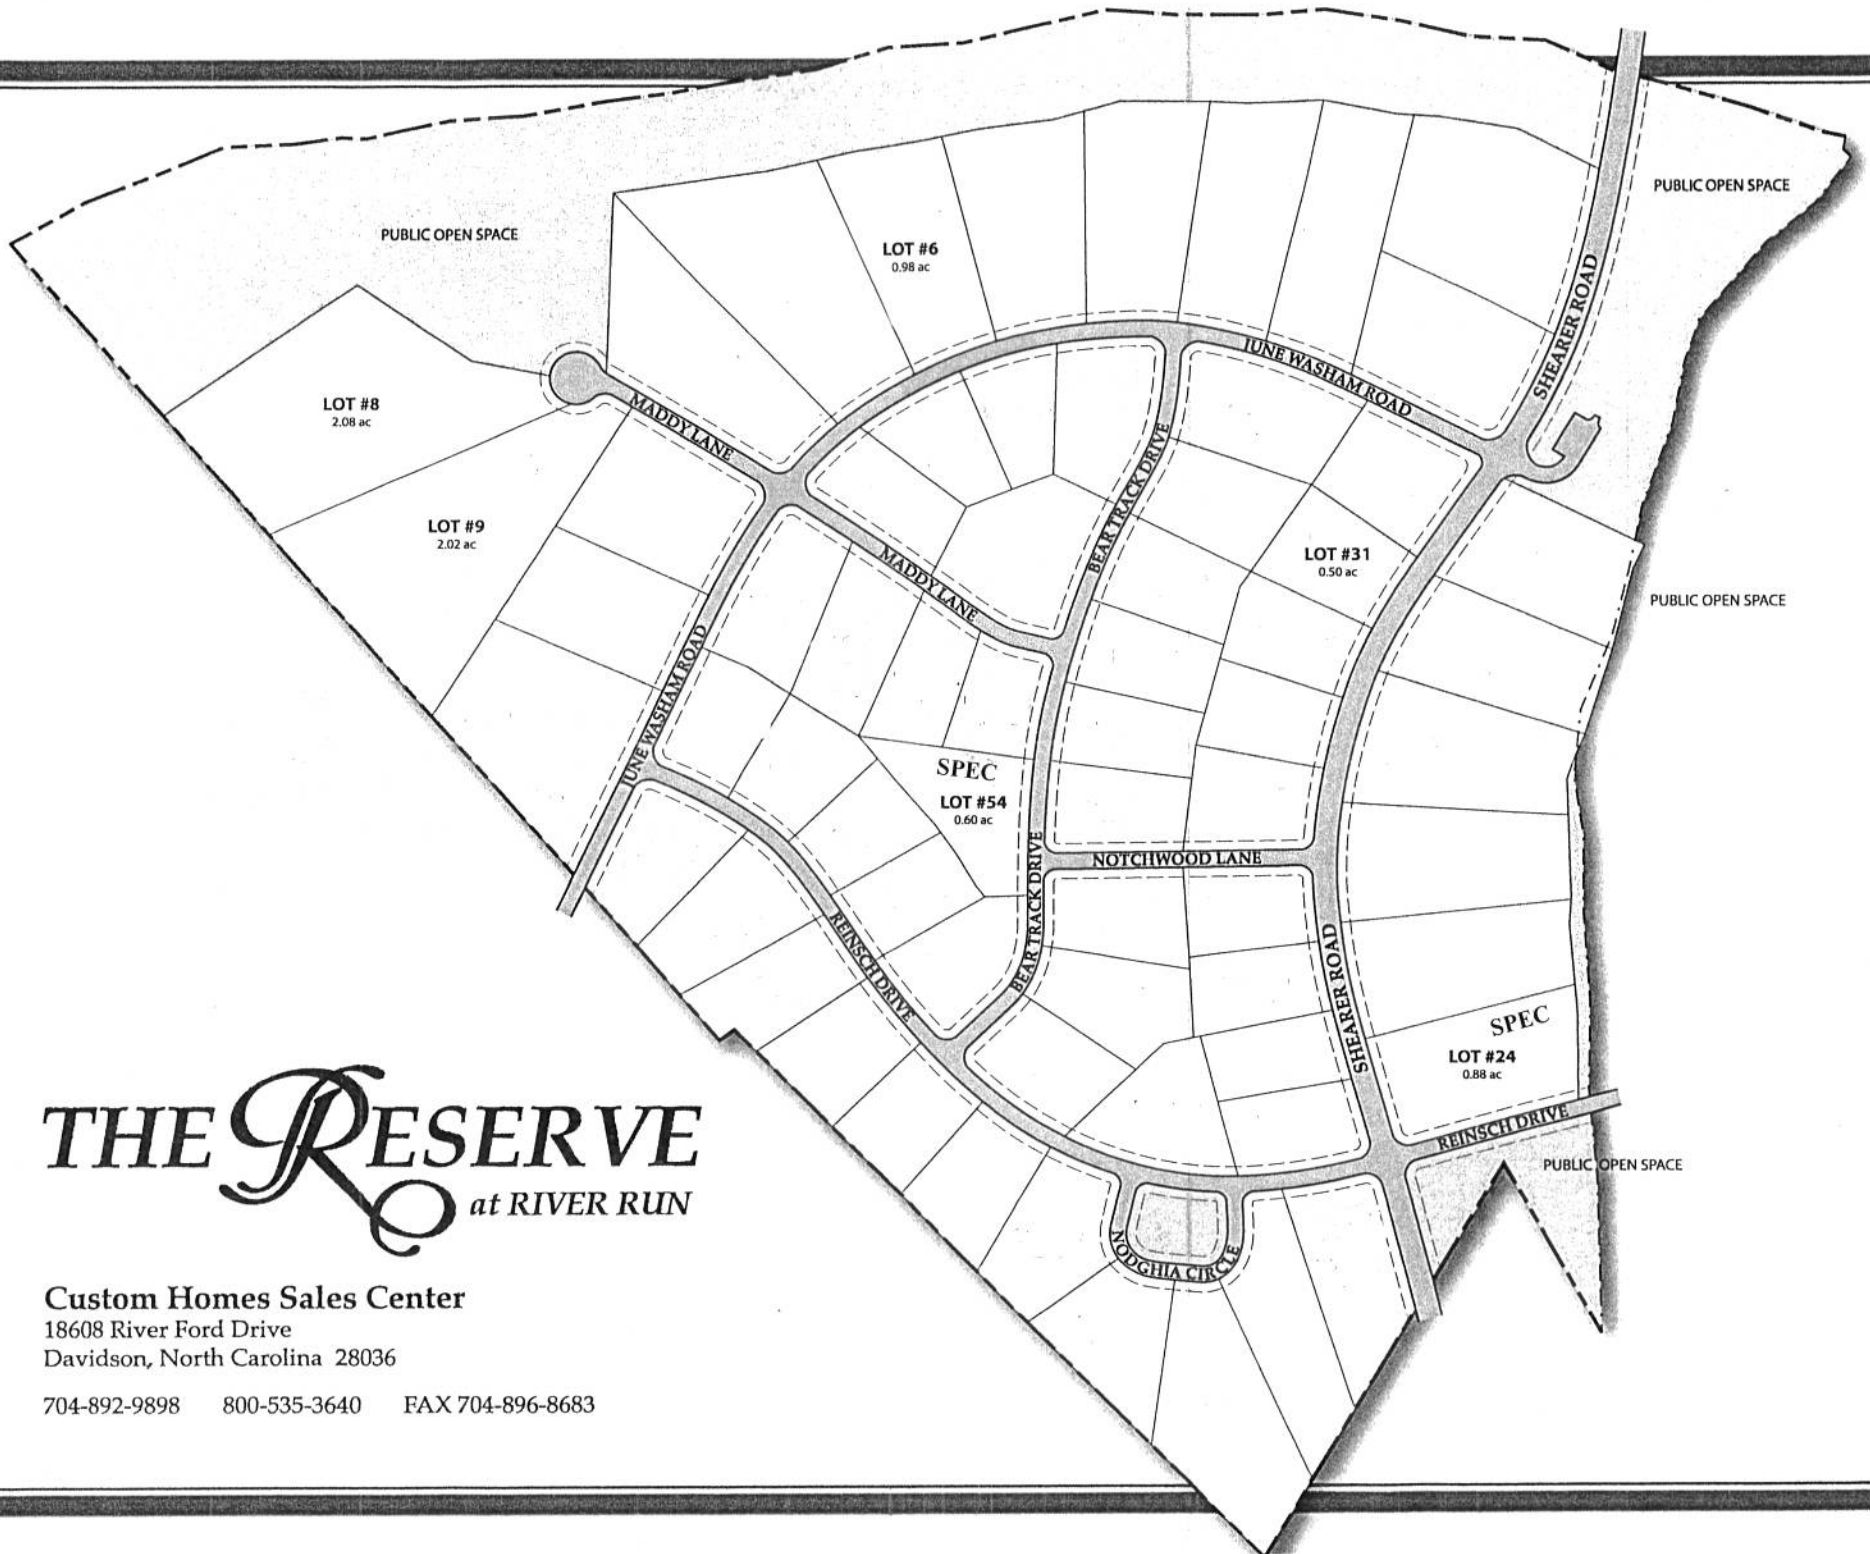 PUBLIC OPEN SPACE
PUBLIC OPEN SPACE
LOT #6
0.98 ac
SHEARER ROAD
JUNE WASHAM ROAD
LOT #8
2.08 ac
MADDY LANE
BEAR TRACK DRIVE
LOT #9
2.02 ac
MADDY LANE
LOT #31
0.50 ac
PUBLIC OPEN SPACE
JUNE WASHAM ROAD
SPEC
LOT #54
0.60 ac
NOTCHWOOD LANE
BEAR TRACK DRIVE
REINSCH DRIVE
SHEARER ROAD
SPEC
LOT #24
0.88 ac
REINSCH DRIVE
PUBLIC OPEN SPACE
NODGHIA CIRCLE
THE RESERVE
at RIVER RUN
Custom Homes Sales Center
18608 River Ford Drive
Davidson, North Carolina 28036
704-892-9898 800-535-3640 FAX 704-896-8683